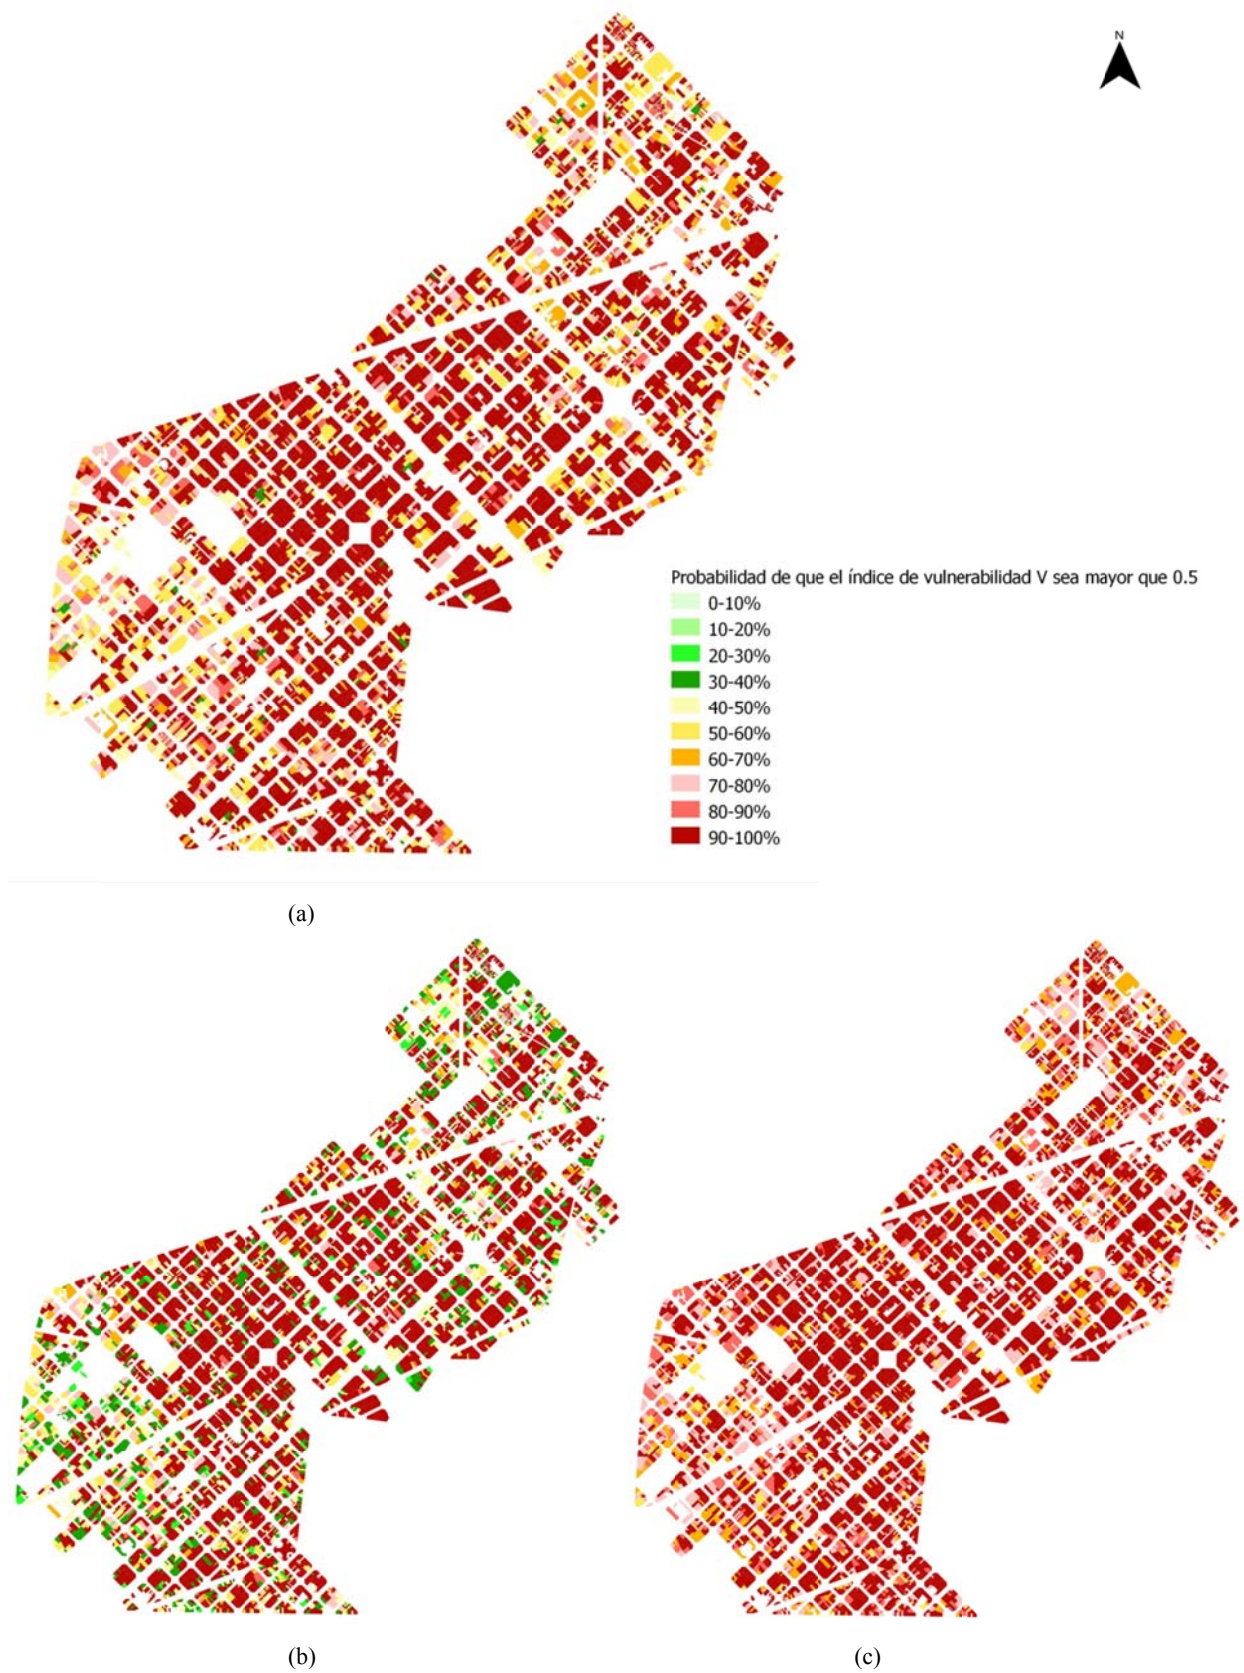 N
Probabilidad de que el índice de vulnerabilidad V sea mayor que 0.5
0-10%
10-20%
20-30%
30-40%
40-50%
50-60%
60-70%
70-80%
80-90%
90-100%
(a)
(b)
(c)